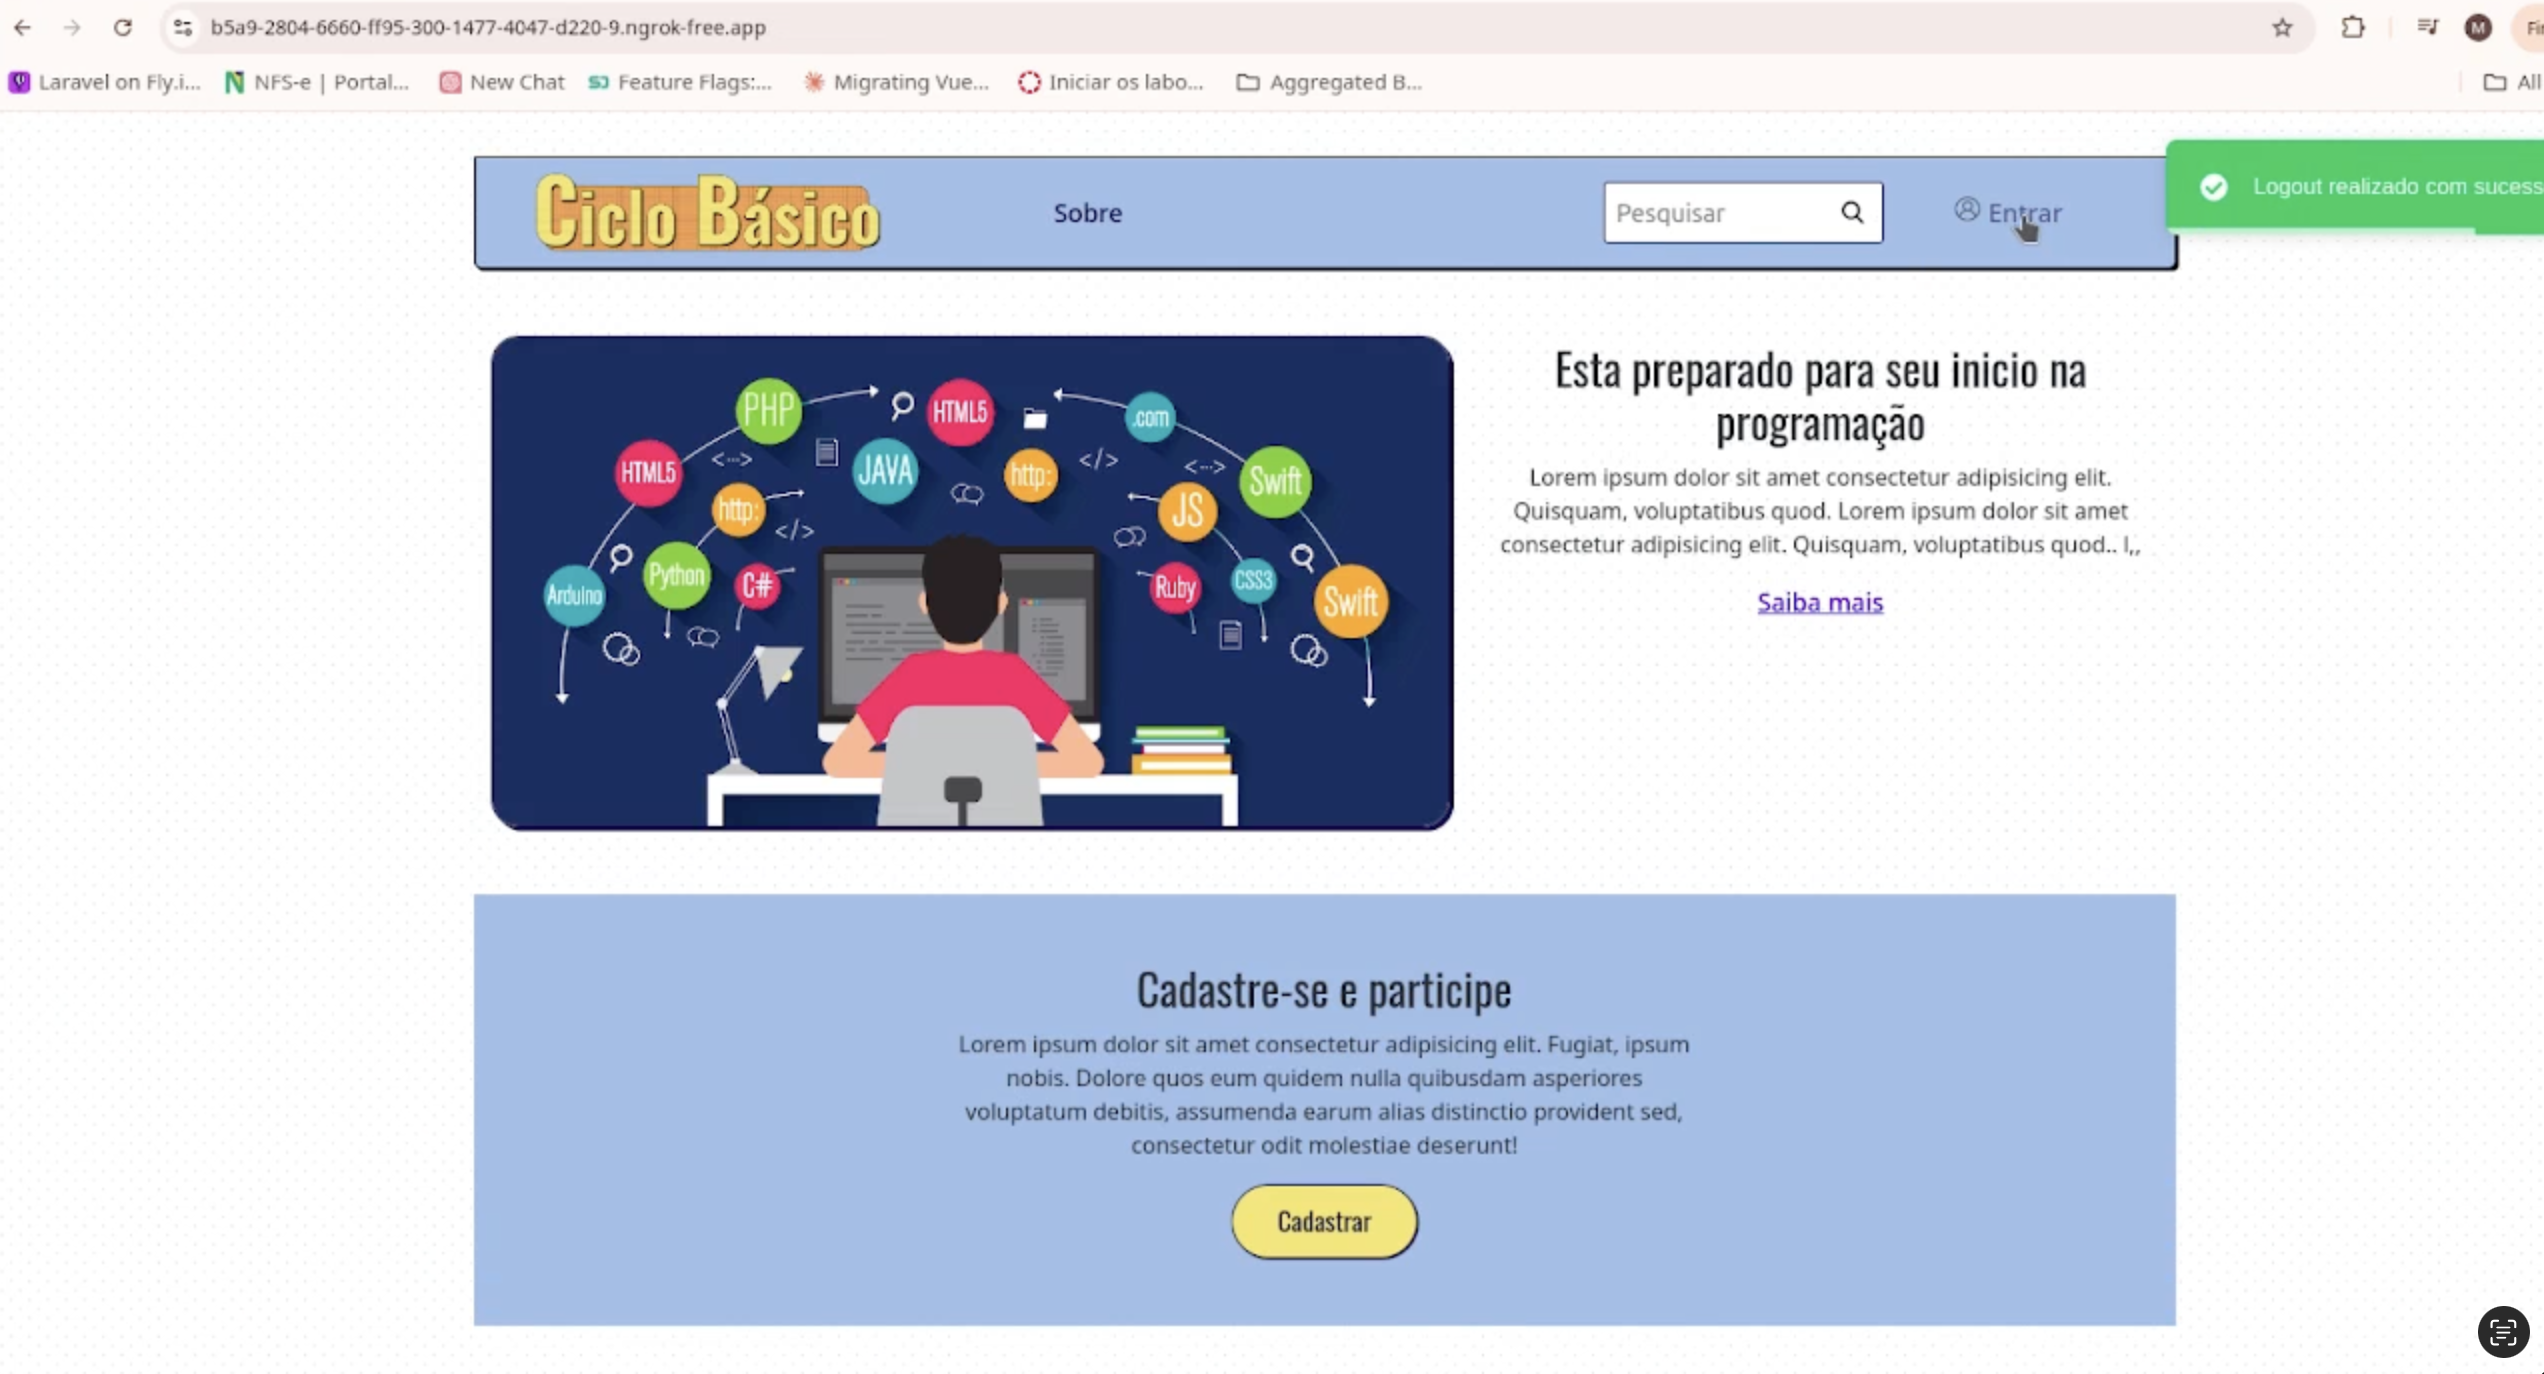 b5a9-2804-6660-ff95-300-1477-4047-d220-9.ngrok-free.app
M
Laravel on Fly.i...
NFS-e | Portal...
New Chat
Feature Flags:...
Migrating Vue...
Iniciar os labo...
Aggregated B...
All
Ciclo Básico
Sobre
Pesquisar
Entrar
Logout realizado com sucess
PHP
HTML5
.com
HTML5
JAVA
http:
Swift
http:
JS
Arduino
Python
C#
Ruby
CSS3
Swift
Esta preparado para seu inicio na
programação
Lorem ipsum dolor sit amet consectetur adipisicing elit.
Quisquam, voluptatibus quod. Lorem ipsum dolor sit amet
consectetur adipisicing elit. Quisquam, voluptatibus quod.. l,,
Saiba mais
Cadastre-se e participe
Lorem ipsum dolor sit amet consectetur adipisicing elit. Fugiat, ipsum
nobis. Dolore quos eum quidem nulla quibusdam asperiores
voluptatum debitis, assumenda earum alias distinctio provident sed,
consectetur odit molestiae deserunt!
Cadastrar